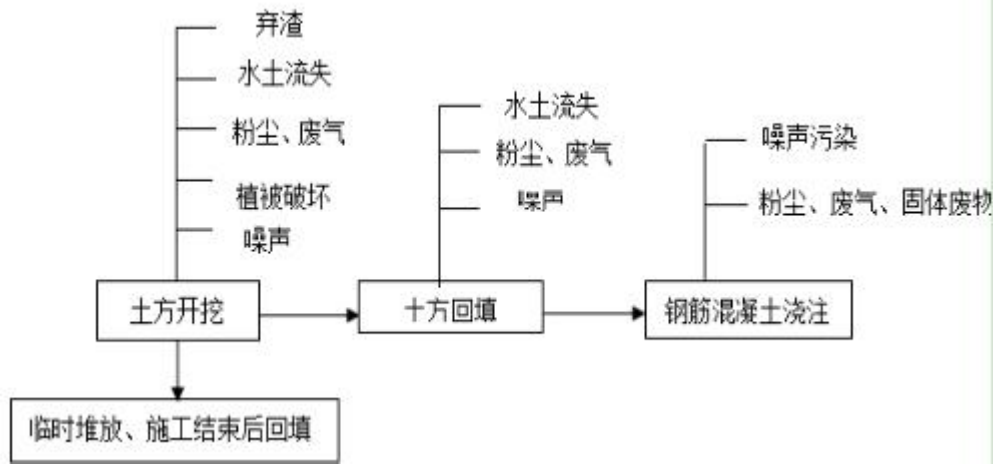 弃渣
水土流失
粉尘、废气
植被破坏
噪声
水土流失
粉尘、废气
噪声
噪声污染
粉尘、废气、固体废物
土方开挖
十方回填
钢筋混凝土浇注
临时堆放、施工结束后回填